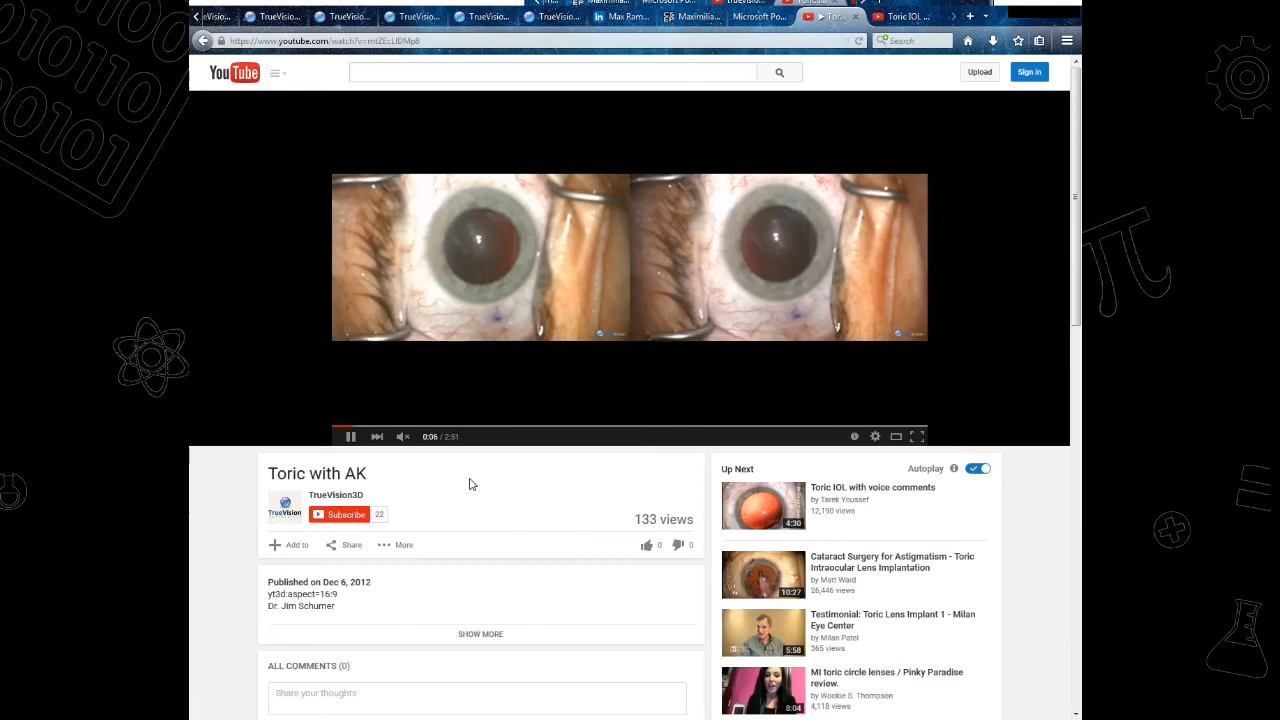 eVisio...
TrueVisio...
TrueVisio...
TrueVisio...
TrueVisio...
TrueVisio...
Max Ram...
Maximilia...
Microsoft Po...
Tor...
Toric IOL ...
https://www.youtube.com/watch?v=mtZEcLIDMp8
Search
YouTube
Upload
Sign in
0:06 / 2:51
Toric with AK
TrueVision3D
TrueVision
Subscribe
22
133 views
Add to
Share
More
0
0
Published on Dec 6, 2012
yt3d:aspect=16:9
Dr. Jim Schumer
SHOW MORE
ALL COMMENTS (0)
Share your thoughts
Up Next
Autoplay
Toric IOL with voice comments
by Tarek Youssef
12,190 views
4:30
Cataract Surgery for Astigmatism - Toric
Intraocular Lens Implantation
by Matt Ward
26,446 views
10:27
Testimonial: Toric Lens Implant 1 - Milan
Eye Center
by Milan Patel
365 views
5:58
MI toric circle lenses / Pinky Paradise
review.
by Wookie S. Thompson
4,118 views
8:04